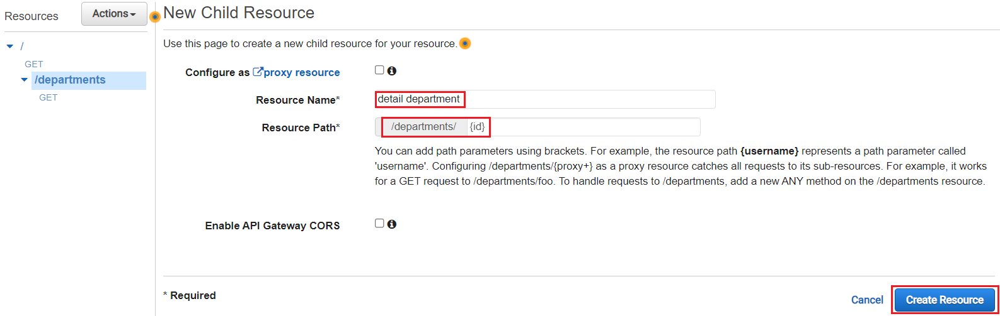 Resources
Actions
/
GET
/departments
GET
New Child Resource
Use this page to create a new child resource for your resource.
Configure as proxy resource
Resource Name*
detail department
Resource Path*
/departments/ {id}
You can add path parameters using brackets. For example, the resource path {username} represents a path parameter called
'username'. Configuring /departments/{proxy+} as a proxy resource catches all requests to its sub-resources. For example, it works
for a GET request to /departments/foo. To handle requests to /departments, add a new ANY method on the /departments resource.
Enable API Gateway CORS
* Required
Cancel
Create Resource